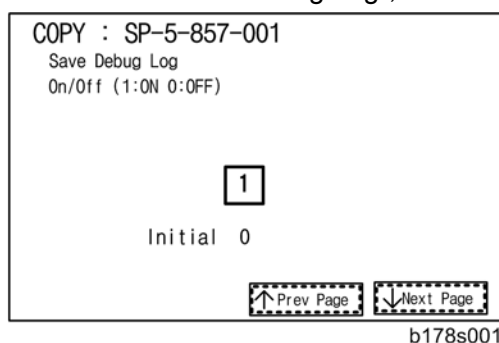 COPY : SP-5-857-001
Save Debug Log
On/Off (1:ON 0:OFF)
1
Initial 0
↑Prev Page ↓Next Page
b178s001